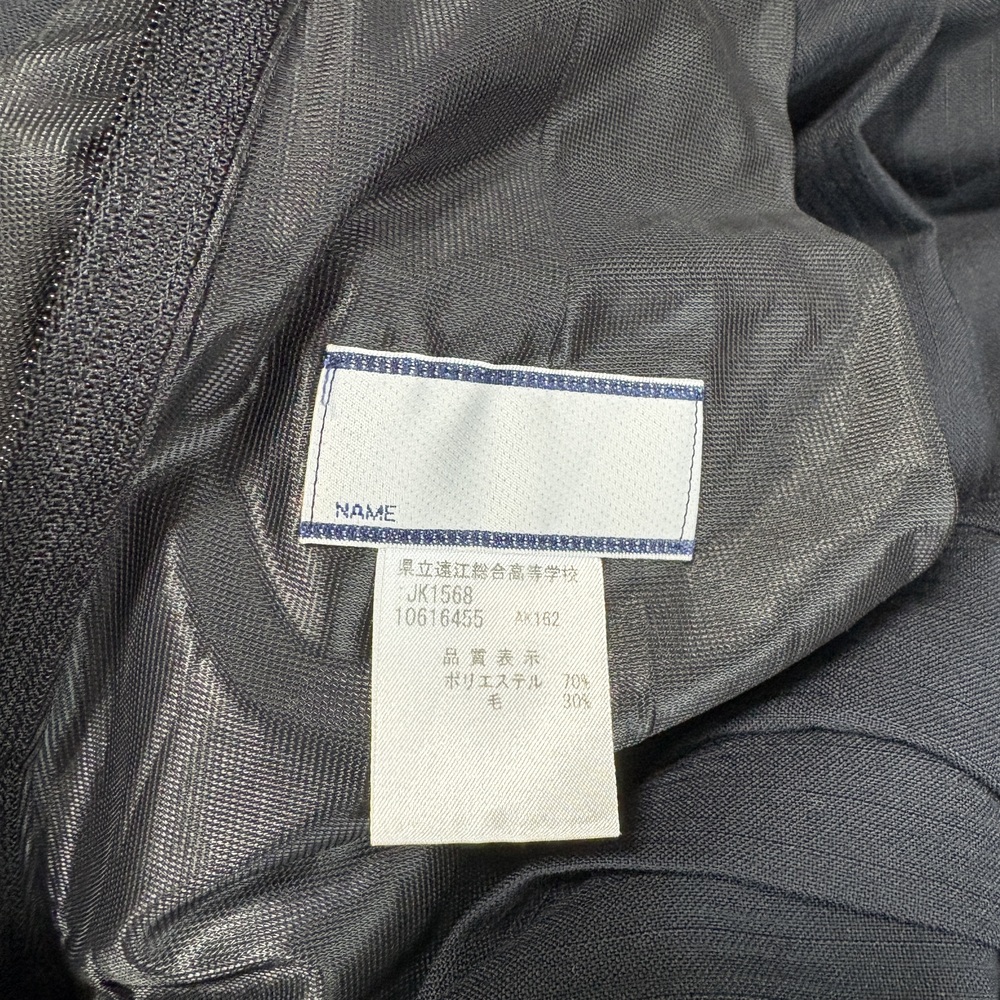 NAME
県立遠江総合高等学校
:JK1568
10616455 AK162
品質表示
ポリエステル 70%
毛 30%